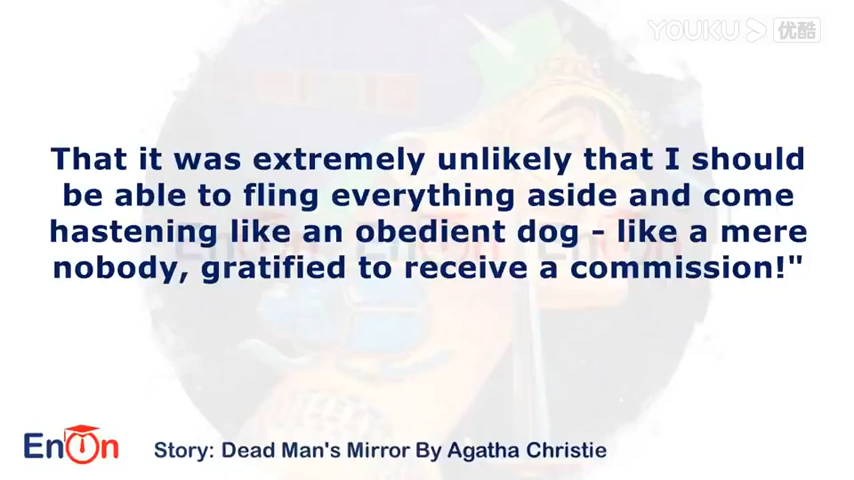 YOUKU 优酷
That it was extremely unlikely that I should
be able to fling everything aside and come
hastening like an obedient dog - like a mere
nobody, gratified to receive a commission!"
EnOn
Story: Dead Man's Mirror By Agatha Christie